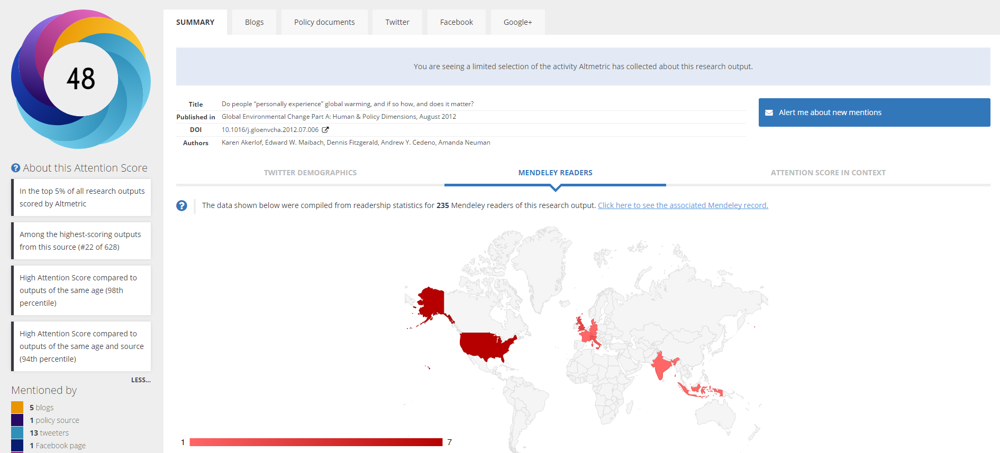 48
About this Attention Score
In the top 5% of all research outputs
scored by Altmetric
Among the highest-scoring outputs
from this source (#22 of 628)
High Attention Score compared to
outputs of the same age (98th
percentile)
High Attention Score compared to
outputs of the same age and source
(94th percentile)
LESS...
Mentioned by
5 blogs
1 policy source
13 tweeters
1 Facebook page
SUMMARY Blogs Policy documents Twitter Facebook Google+
You are seeing a limited selection of the activity Altmetric has collected about this research output.
Title Do people “personally experience” global warming, and if so how, and does it matter?
Published in Global Environmental Change Part A: Human & Policy Dimensions, August 2012
DOI 10.1016/j.gloenvcha.2012.07.006
Authors Karen Akerlof, Edward W. Maibach, Dennis Fitzgerald, Andrew Y. Cedeno, Amanda Neuman
Alert me about new mentions
TWITTER DEMOGRAPHICS MENDELEY READERS ATTENTION SCORE IN CONTEXT
? The data shown below were compiled from readership statistics for 235 Mendeley readers of this research output. Click here to see the associated Mendeley record.
1 7